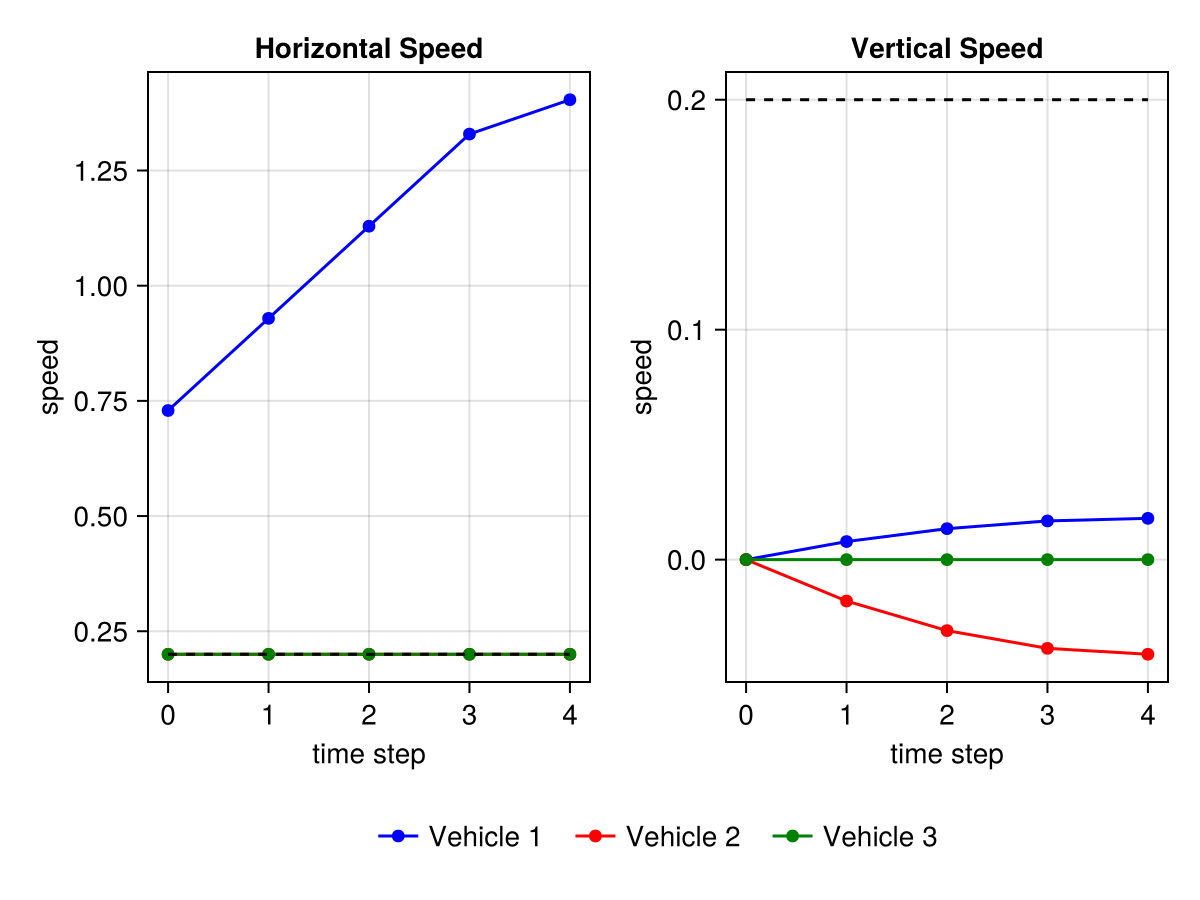 Horizontal Speed
speed
1.25
1.00
0.75
0.50
0.25
0 1 2 3 4
time step
Vertical Speed
speed
0.2
0.1
0.0
0 1 2 3 4
time step
Vehicle 1 Vehicle 2 Vehicle 3